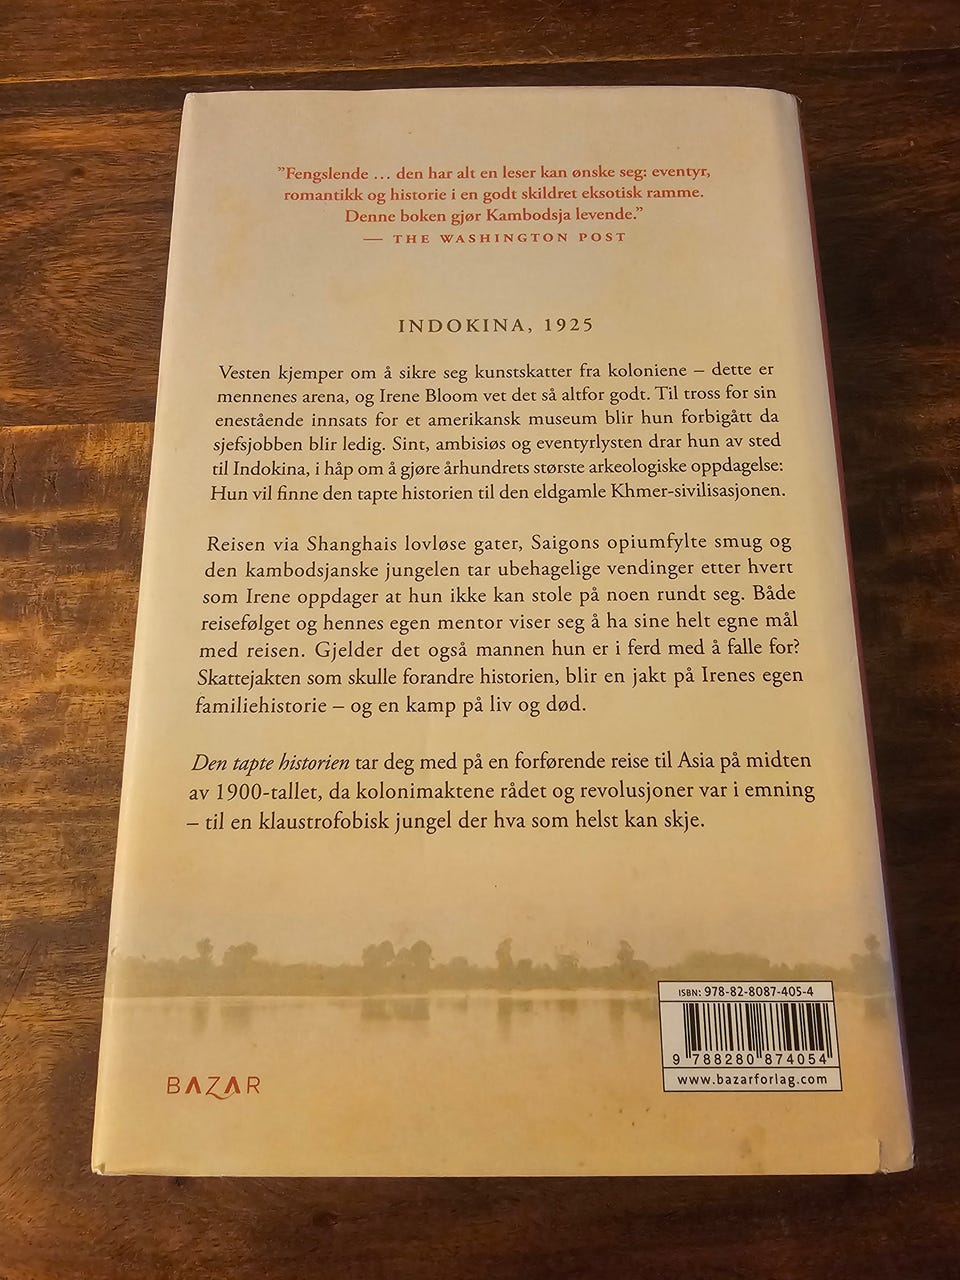 ”Fengslende … den har alt en leser kan ønske seg: eventyr,
romantikk og historie i en godt skildret eksotisk ramme.
Denne boken gjør Kambodsja levende.”
— THE WASHINGTON POST
INDOKINA, 1925
Vesten kjemper om å sikre seg kunstskatter fra koloniene – dette er
mennenes arena, og Irene Bloom vet det så altfor godt. Til tross for sin
enestående innsats for et amerikansk museum blir hun forbigått da
sjefsjobben blir ledig. Sint, ambisiøs og eventyrlysten drar hun av sted
til Indokina, i håp om å gjøre århundrets største arkeologiske oppdagelse:
Hun vil finne den tapte historien til den eldgamle Khmer-sivilisasjonen.
Reisen via Shanghais lovløse gater, Saigons opiumfylte smug og
den kambodsjanske jungelen tar ubehagelige vendinger etter hvert
som Irene oppdager at hun ikke kan stole på noen rundt seg. Både
reisefølget og hennes egen mentor viser seg å ha sine helt egne mål
med reisen. Gjelder det også mannen hun er i ferd med å falle for?
Skattejakten som skulle forandre historien, blir en jakt på Irenes egen
familiehistorie – og en kamp på liv og død.
Den tapte historien tar deg med på en forførende reise til Asia på midten
av 1900-tallet, da kolonimaktene rådet og revolusjoner var i emning
– til en klaustrofobisk jungel der hva som helst kan skje.
ISBN: 978-82-8087-405-4
9 788280 874054
www.bazarforlag.com
BAZAR